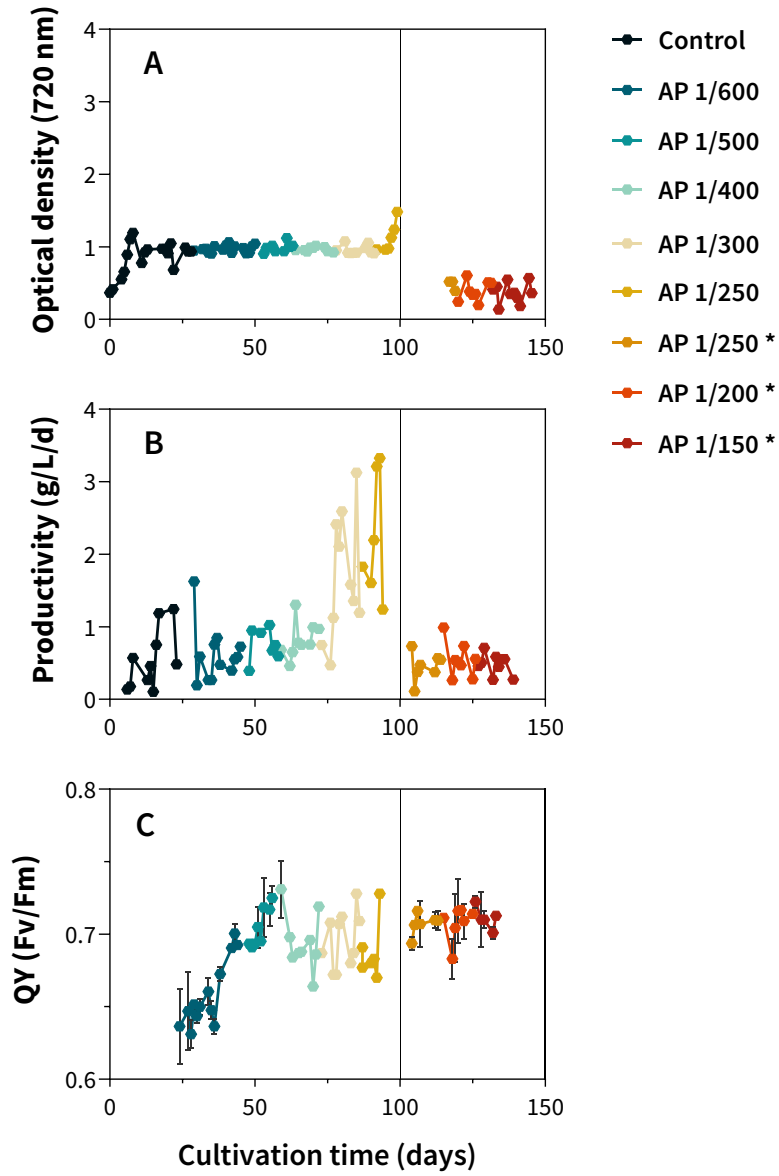 Optical density (720 nm)
4
3
2
1
0
A
0
50
100
150
Control
AP 1/600
AP 1/500
AP 1/400
AP 1/300
AP 1/250
AP 1/250 *
AP 1/200 *
AP 1/150 *
Productivity (g/L/d)
4
3
2
1
0
B
0
50
100
150
QY (Fv/Fm)
0.8
0.7
0.6
C
0
50
100
150
Cultivation time (days)